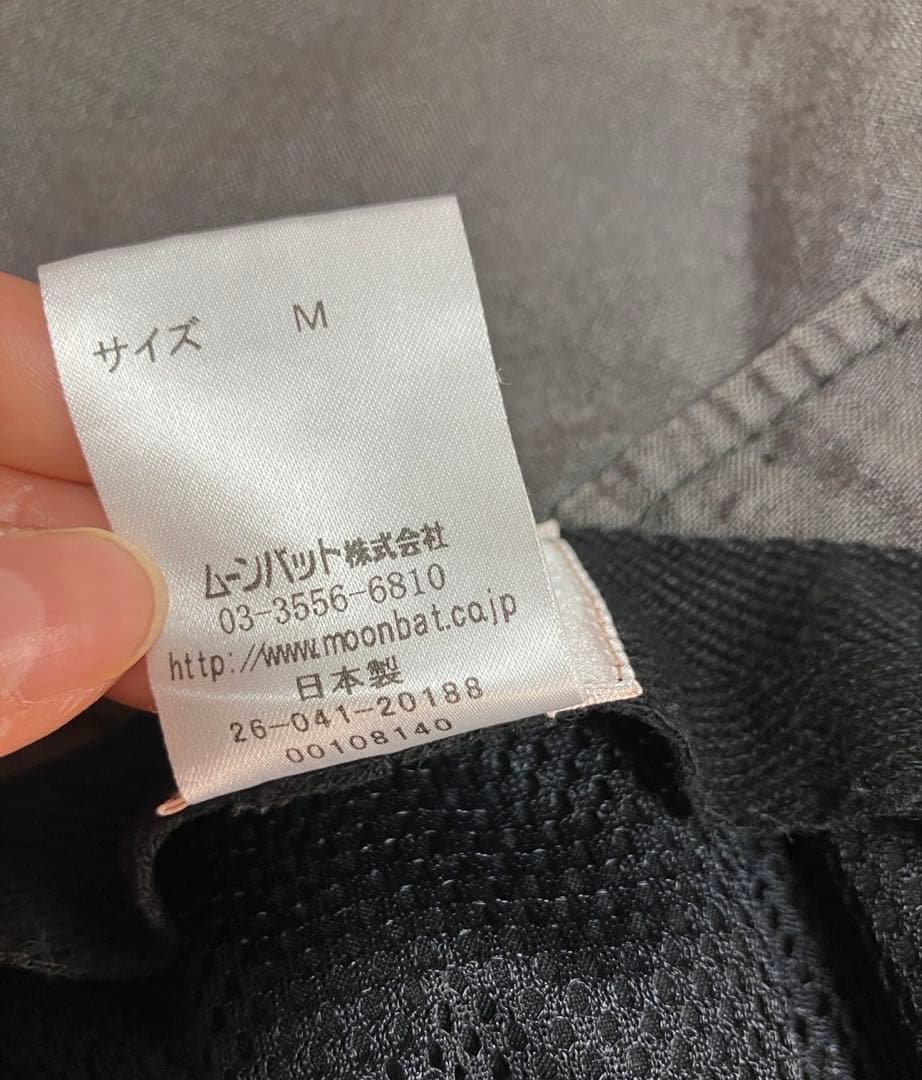 サイズ M
ムーンバット株式会社
03-3556-6810
http://www.moonbat.co.jp
日本製
26-041-20188
00108140